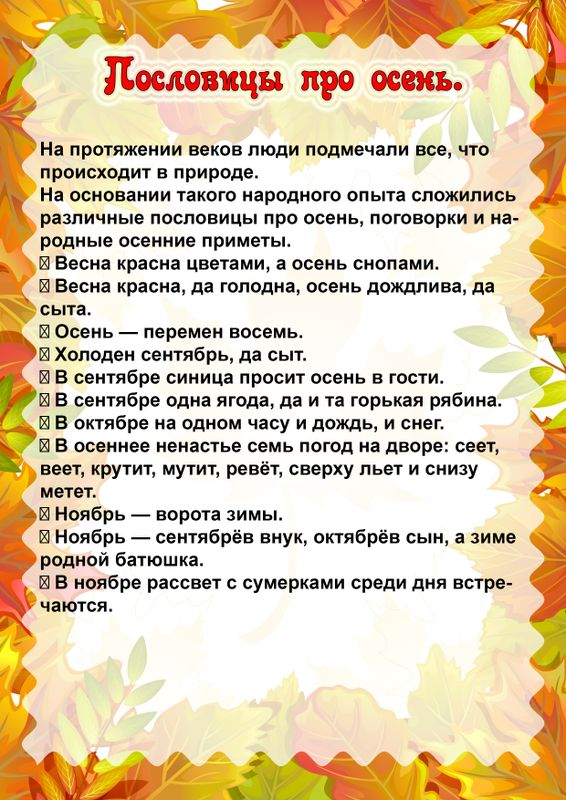 Пословицы про осень.
На протяжении веков люди подмечали все, что
происходит в природе.
На основании такого народного опыта сложились
различные пословицы про осень, поговорки и на-
родные осенние приметы.
Весна красна цветами, а осень снопами.
Весна красна, да голодна, осень дождлива, да
сыта.
Осень — перемен восемь.
Холоден сентябрь, да сыт.
В сентябре синица просит осень в гости.
В сентябре одна ягода, да и та горькая рябина.
В октябре на одном часу и дождь, и снег.
В осеннее ненастье семь погод на дворе: сеет,
веет, крутит, мутит, ревёт, сверху льет и снизу
метет.
Ноябрь — ворота зимы.
Ноябрь — сентябрёв внук, октябрёв сын, а зиме
родной батюшка.
В ноябре рассвет с сумерками среди дня встре-
чаются.